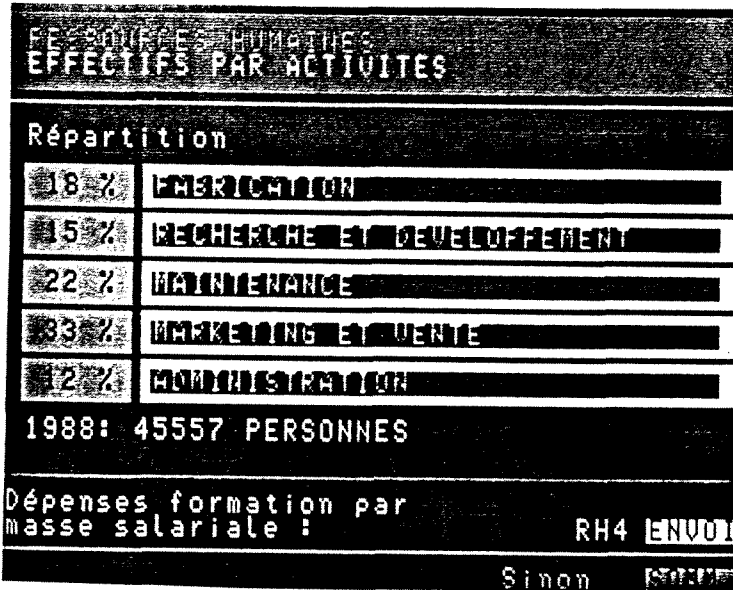 RESSOURCES HUMAINES
EFFECTIFS PAR ACTIVITES
Répartition
18 % FABRICATION
15 % RECHERCHE ET DEVELOPPEMENT
22 % MAINTENANCE
33 % MARKETING ET VENTE
12 % ADMINISTRATION
1988: 45557 PERSONNES
Dépenses formation par
masse salariale : RH4 ENVOI
Sinon